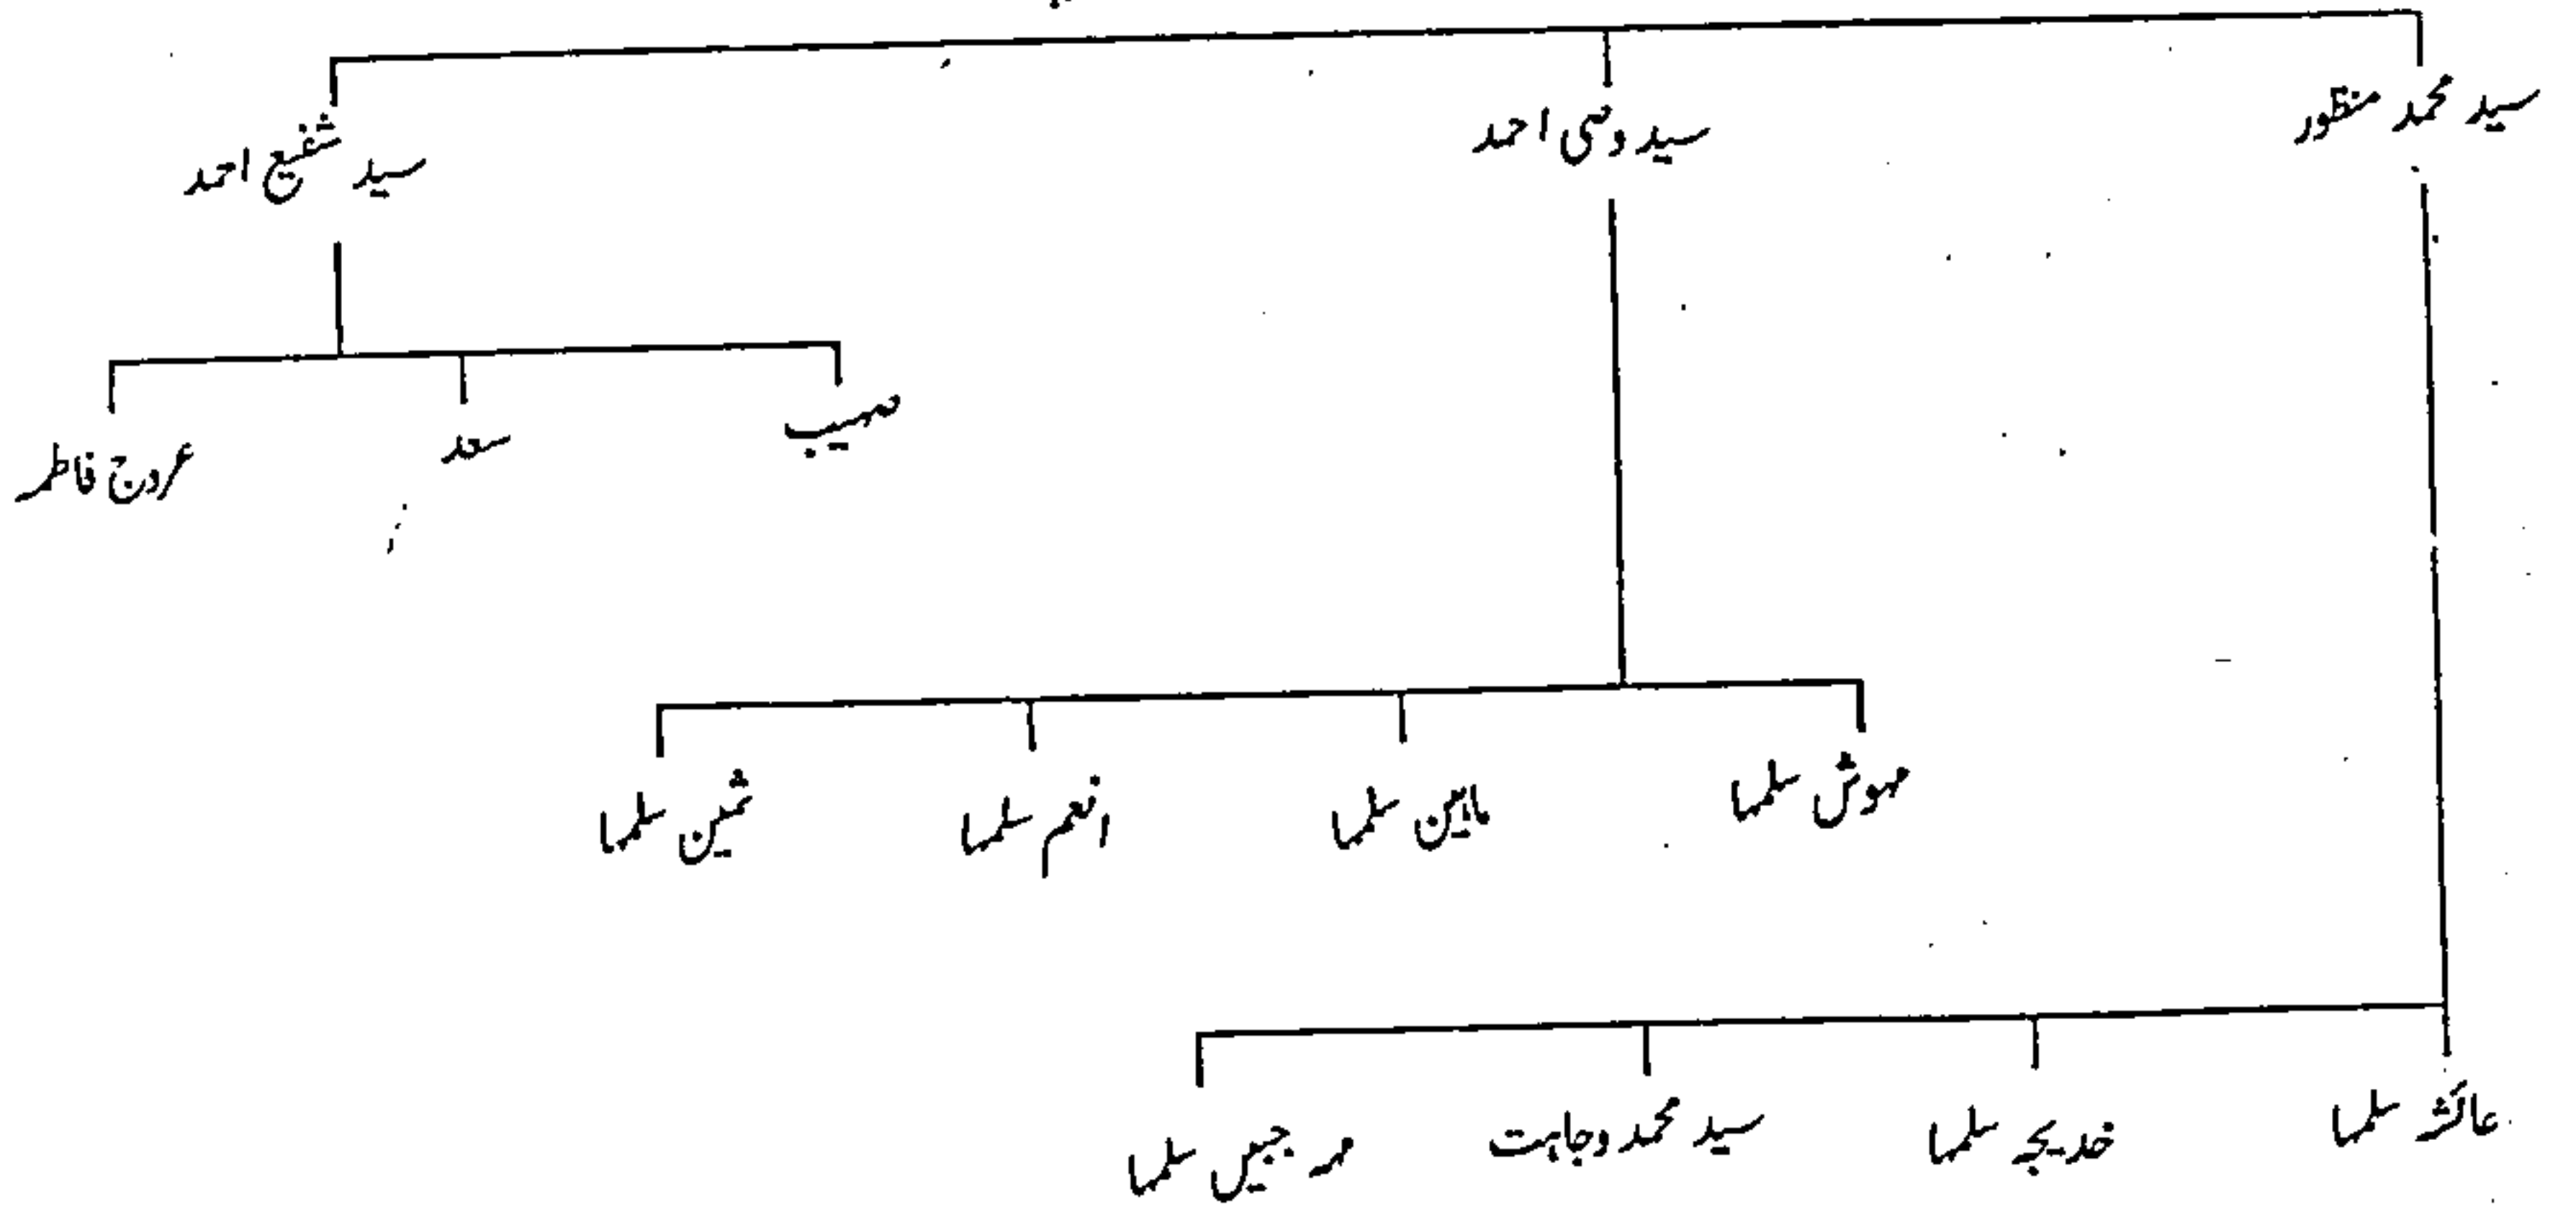 سید محمد منظور
سید وصی احمد
سید شفیع احمد
صہیب
سعد
عروج فاطمہ
مہوش سلمہا
ماہین سلمہا
انعم سلمہا
ثمین سلمہا
عائشہ سلمہا
خدیجہ سلمہا
سید محمد وجاہت
مہ جبیں سلمہا